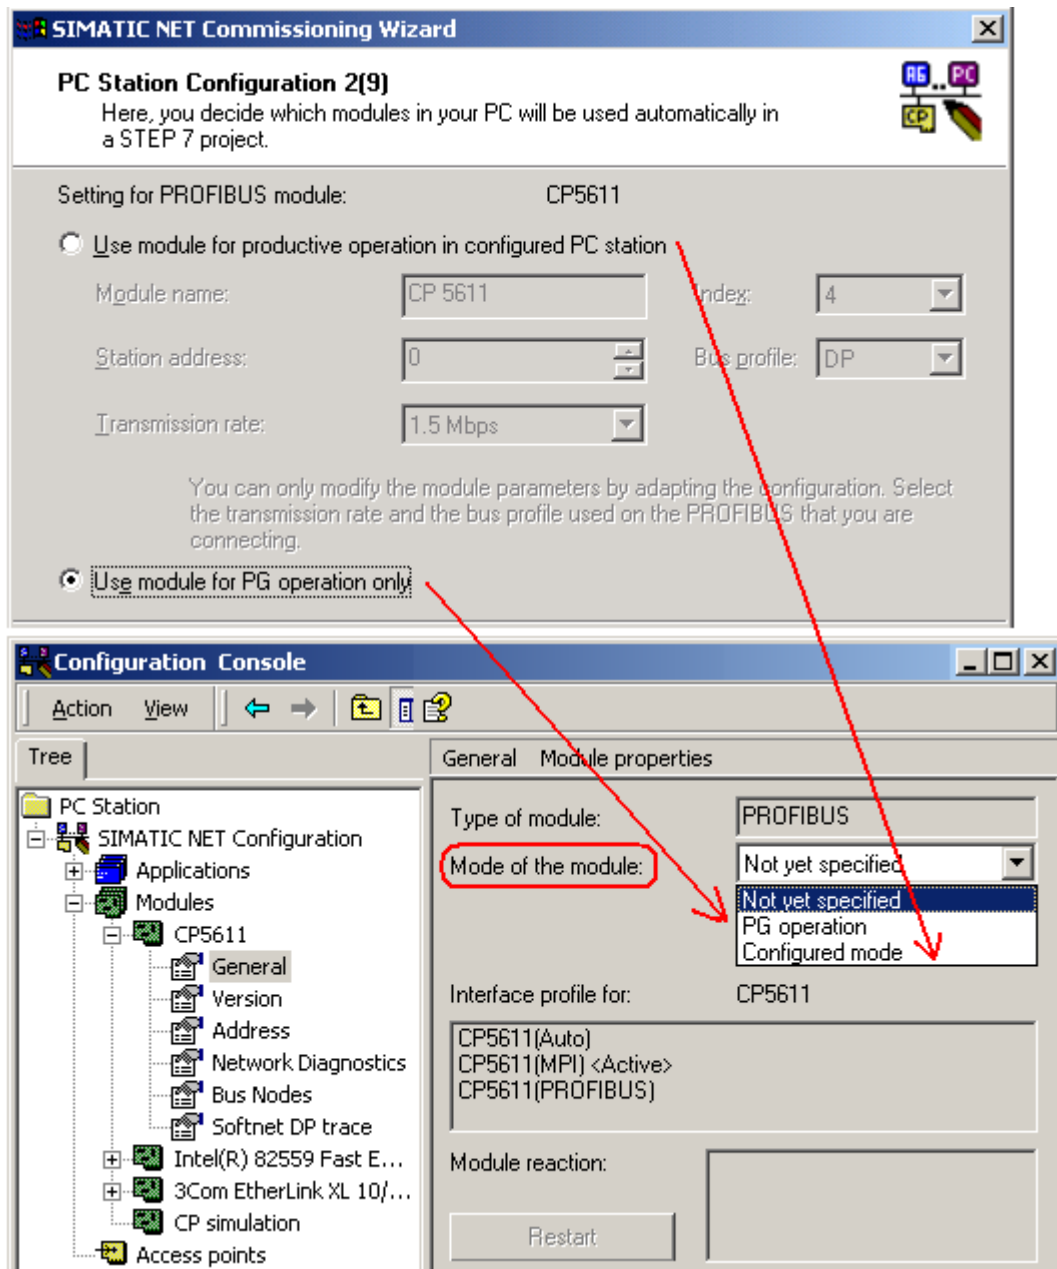 SIMATIC NET Commissioning Wizard
PC Station Configuration 2(9)
Here, you decide which modules in your PC will be used automatically in
a STEP 7 project.
AG .. PC
CP
Setting for PROFIBUS module: CP5611
Use module for productive operation in configured PC station
Module name: CP 5611 Index: 4
Station address: 0 Bus profile: DP
Transmission rate: 1.5 Mbps
You can only modify the module parameters by adapting the configuration. Select
the transmission rate and the bus profile used on the PROFIBUS that you are
connecting.
Use module for PG operation only
Configuration Console
Action View
Tree
General Module properties
PC Station
SIMATIC NET Configuration
Applications
Modules
CP5611
General
Version
Address
Network Diagnostics
Bus Nodes
Softnet DP trace
Intel(R) 82559 Fast E...
3Com EtherLink XL 10/...
CP simulation
Access points
Type of module: PROFIBUS
Mode of the module: Not yet specified
Not yet specified
PG operation
Configured mode
Interface profile for: CP5611
CP5611(Auto)
CP5611(MPI) <Active>
CP5611(PROFIBUS)
Module reaction:
Restart